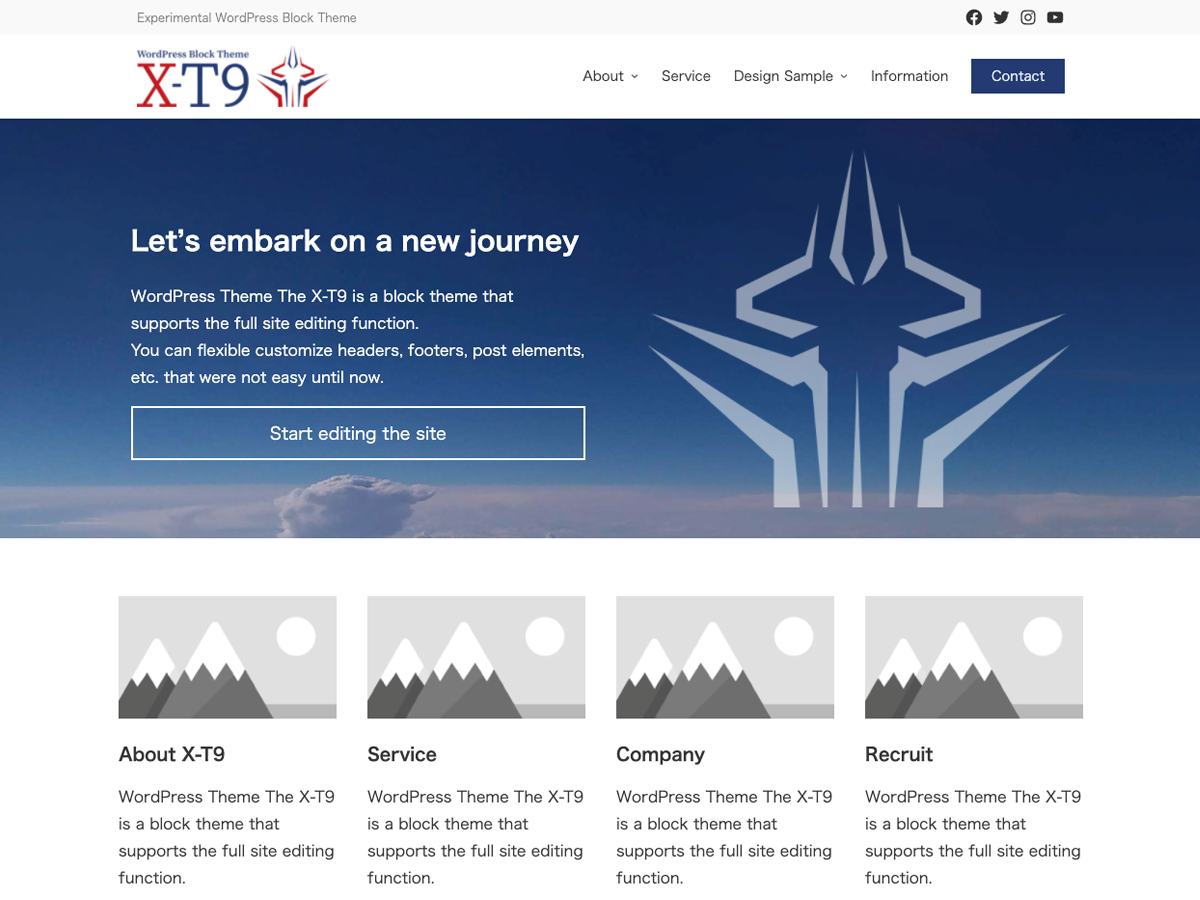 Experimental WordPress Block Theme
WordPress Block Theme
X-T9
About
Service
Design Sample
Information
Contact
Let’s embark on a new journey
WordPress Theme The X-T9 is a block theme that
supports the full site editing function.
You can flexible customize headers, footers, post elements,
etc. that were not easy until now.
Start editing the site
About X-T9
WordPress Theme The X-T9
is a block theme that
supports the full site editing
function.
Service
WordPress Theme The X-T9
is a block theme that
supports the full site editing
function.
Company
WordPress Theme The X-T9
is a block theme that
supports the full site editing
function.
Recruit
WordPress Theme The X-T9
is a block theme that
supports the full site editing
function.